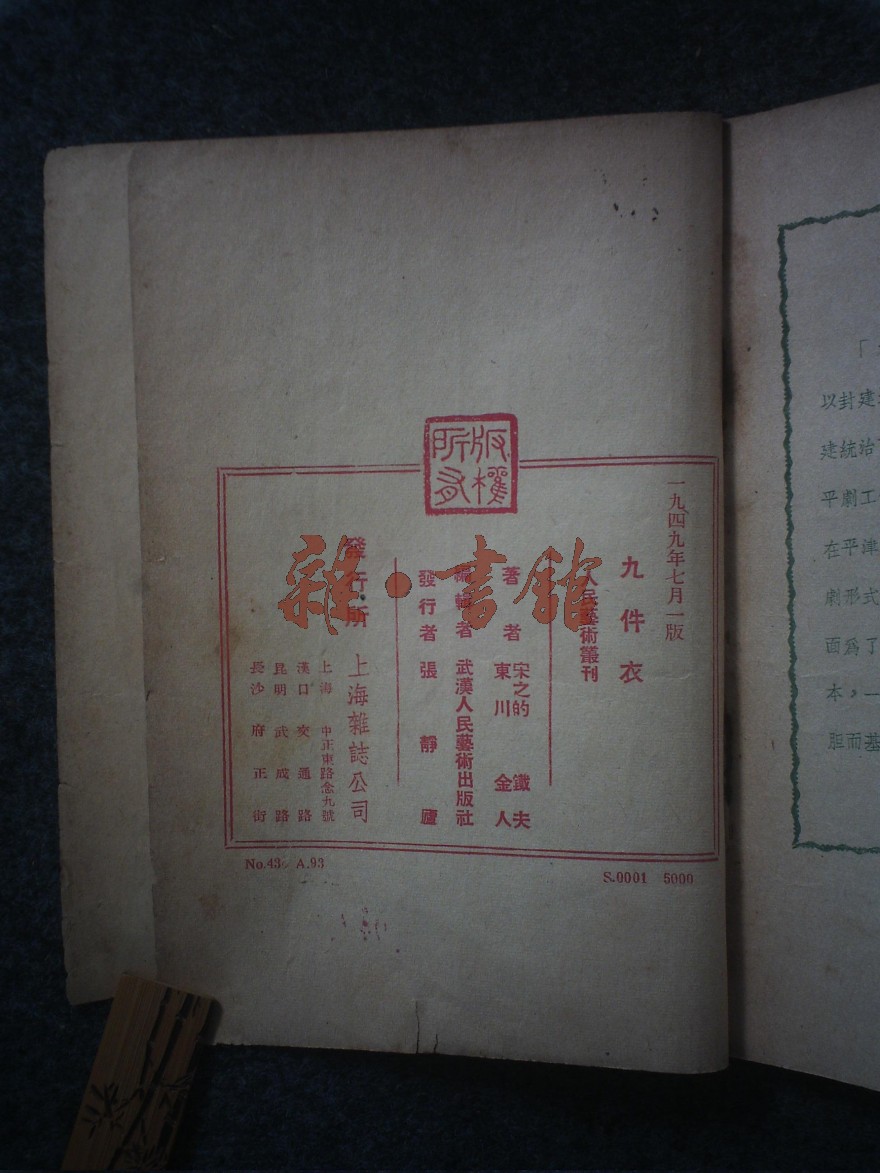 版權
所有
一九四九年七月一版
九件衣
人民藝術叢刊
著者
宋之的 鐵夫
東川 金人
編輯者 武漢人民藝術出版社
發行者 張靜廬
發行所 上海雜誌公司
上海 中正東路念九號
漢口 交通路
昆明 武成路
長沙 府正街
No.43 A.93
S-0001 5000
雜·書館
「
以封建
建統治
平劇工
在平津
劇形式
面爲了
本，一
胆而基